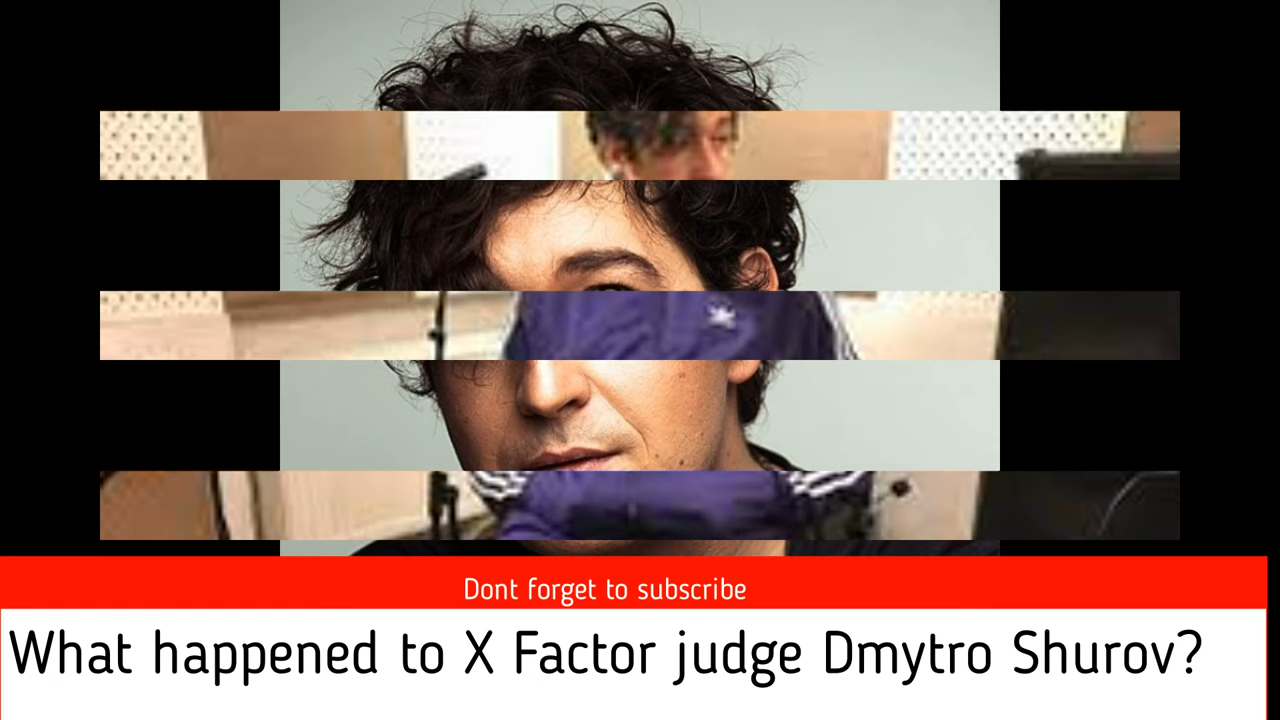 Dont forget to subscribe
What happened to X Factor judge Dmytro Shurov?